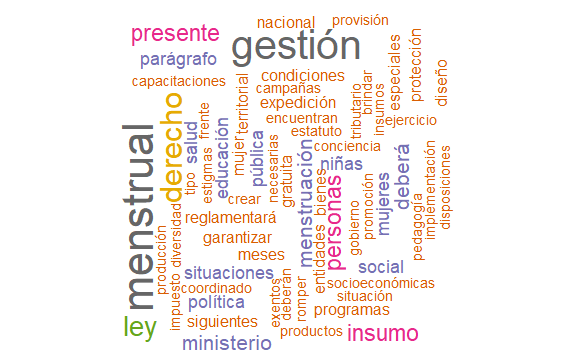 nacional
provisión
presente
gestión
parágrafo
capacitaciones
condiciones
campañas
expedición
encuentran
estatuto
conciencia
especiales
protección
diseño
tributario
brindar
insumos
ejercicio
menstrual
derecho
tipo
salud
estigmas
frente
educación
mujer
territorial
pública
necesarias
gratuita
menstruación
niñas
personas
bienes
entidades
gobierno
promoción
mujeres
deberá
pedagogía
implementación
disposiciones
crear
reglamentará
garantizar
meses
producción
impuesto
diversidad
situaciones
coordinado
política
siguientes
ministerio
ley
exentos
deberán
romper
productos
social
socioeconómicas
situación
programas
insumo